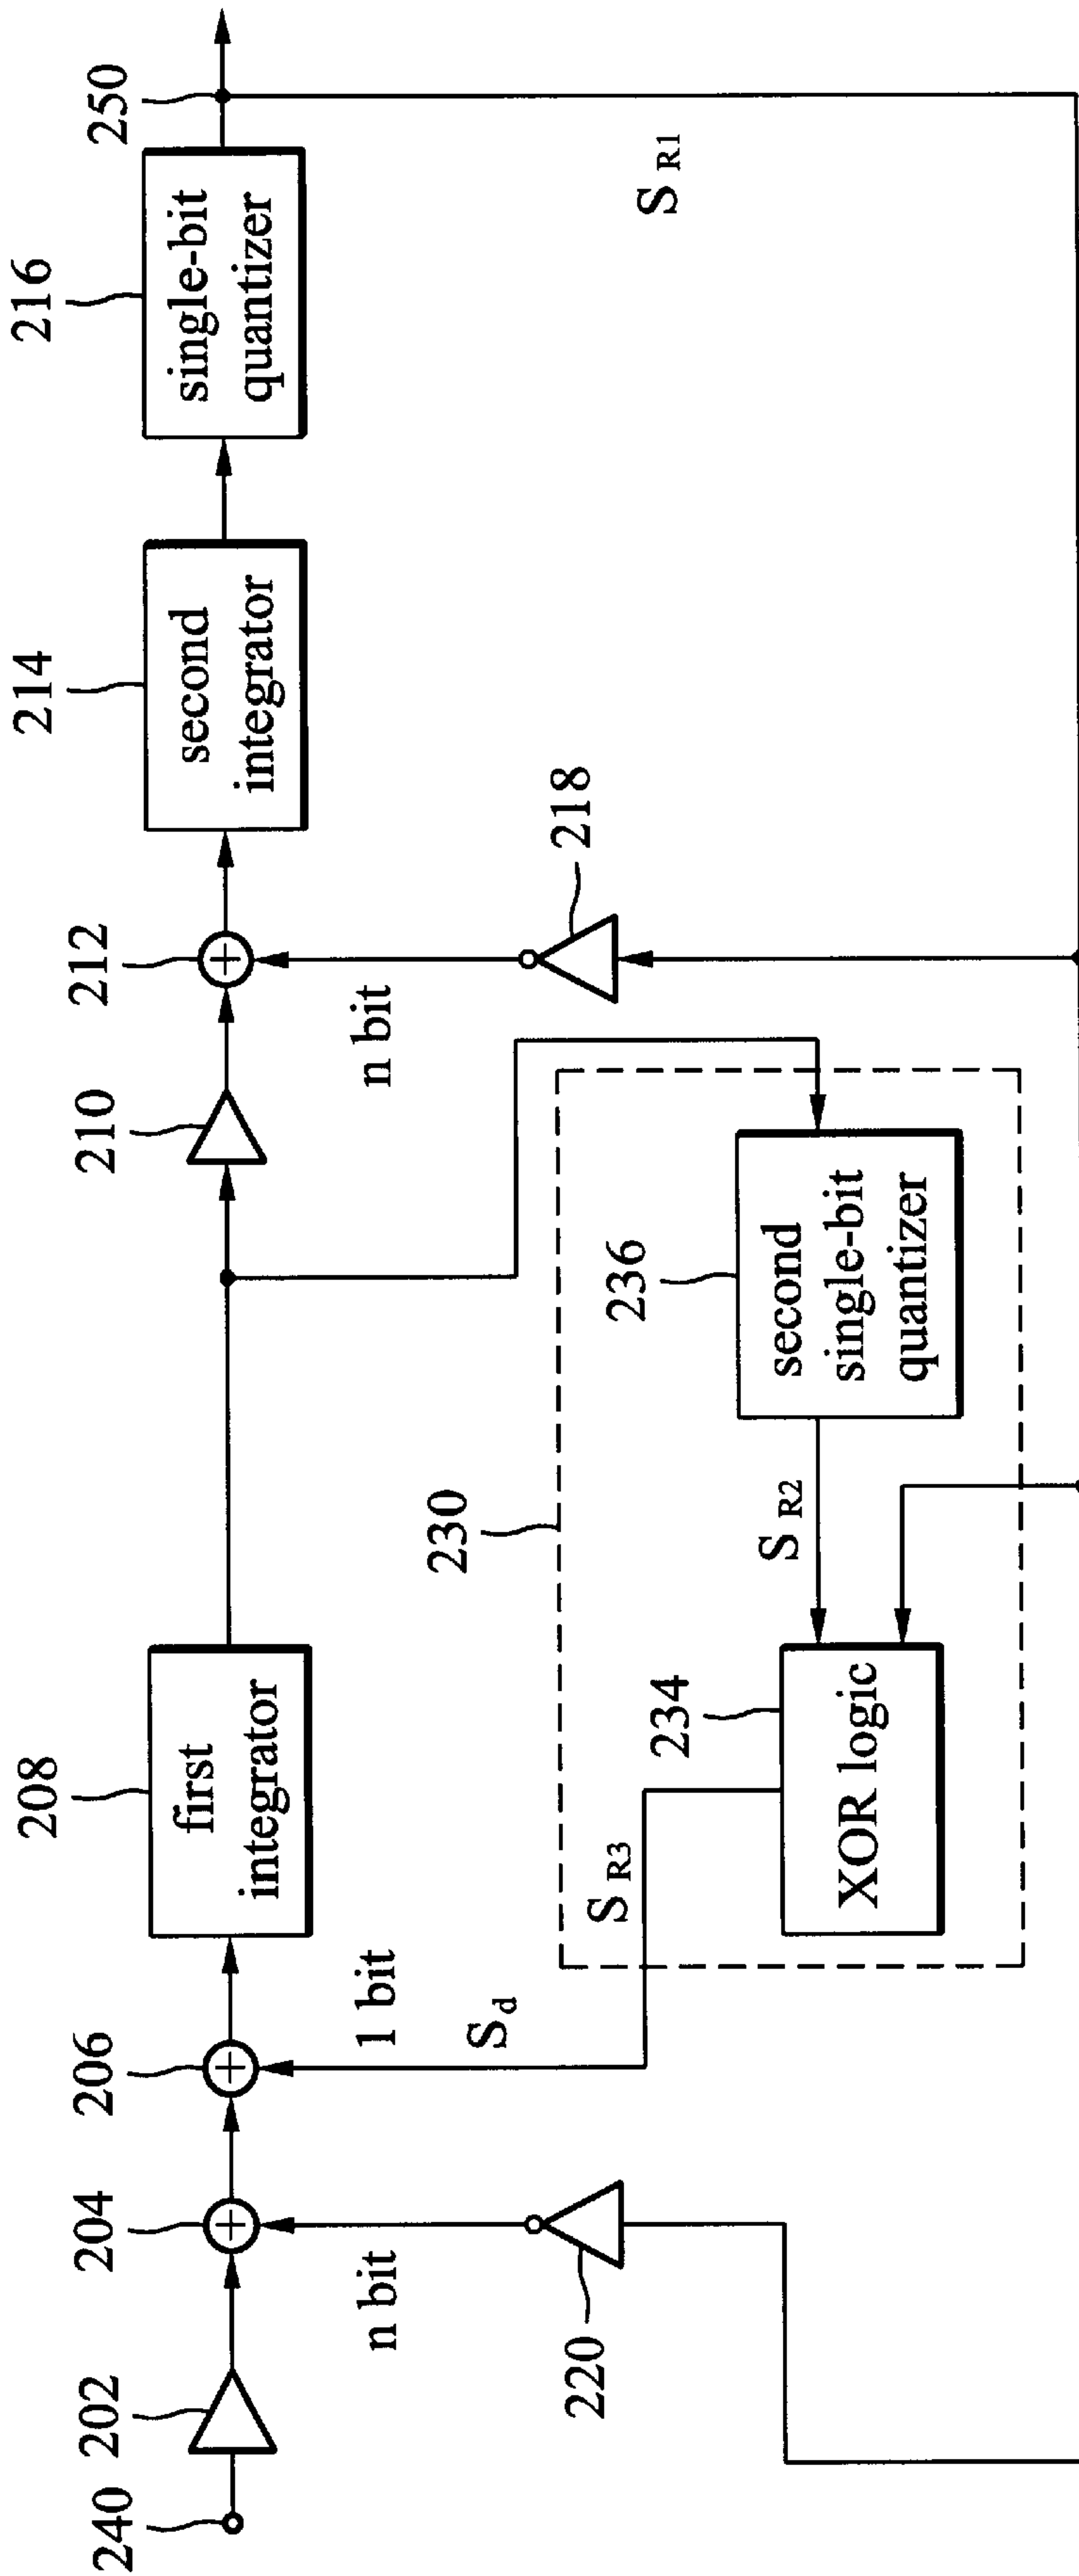 240
202
204
206
208
210
212
214
216
250
first
integrator
second
integrator
single-bit
quantizer
n bit
1 bit
S d
n bit
220
218
230
S R3
S R1
234
XOR logic
S R2
236
second
single-bit
quantizer